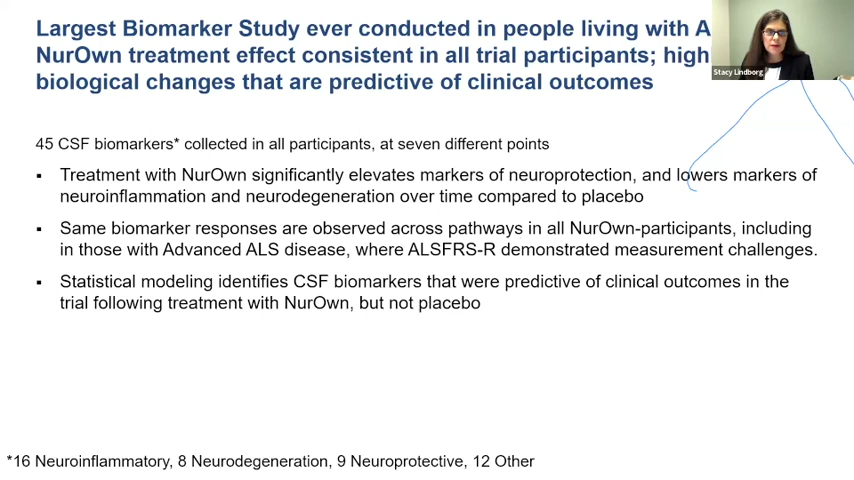 Largest Biomarker Study ever conducted in people living with A
NurOwn treatment effect consistent in all trial participants; high
biological changes that are predictive of clinical outcomes
Stacy Lindborg
45 CSF biomarkers* collected in all participants, at seven different points
▪ Treatment with NurOwn significantly elevates markers of neuroprotection, and lowers markers of
neuroinflammation and neurodegeneration over time compared to placebo
▪ Same biomarker responses are observed across pathways in all NurOwn-participants, including
in those with Advanced ALS disease, where ALSFRS-R demonstrated measurement challenges.
▪ Statistical modeling identifies CSF biomarkers that were predictive of clinical outcomes in the
trial following treatment with NurOwn, but not placebo
*16 Neuroinflammatory, 8 Neurodegeneration, 9 Neuroprotective, 12 Other